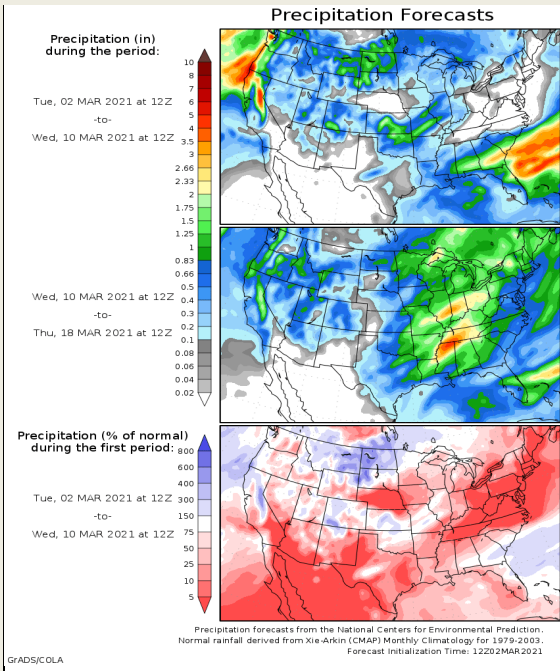 Precipitation Forecasts
Precipitation (in)
during the period:
Tue, 02 MAR 2021 at 12Z
-to-
Wed, 10 MAR 2021 at 12Z
10
8
7
6
5
4
3.5
3
2.66
2.33
2
1.75
1.5
1.25
1
0.83
0.66
0.5
0.4
0.3
0.2
0.1
0.08
0.06
0.04
0.02
Wed, 10 MAR 2021 at 12Z
-to-
Thu, 18 MAR 2021 at 12Z
Precipitation (% of normal)
during the first period:
Tue, 02 MAR 2021 at 12Z
-to-
Wed, 10 MAR 2021 at 12Z
800
600
400
300
150
75
50
25
10
5
Precipitation forecasts from the National Centers for Environmental Prediction.
Normal rainfall derived from Xie-Arkin (CMAP) Monthly Climatology for 1979-2003.
Forecast Initialization Time: 12Z02MAR2021
GrADS/COLA